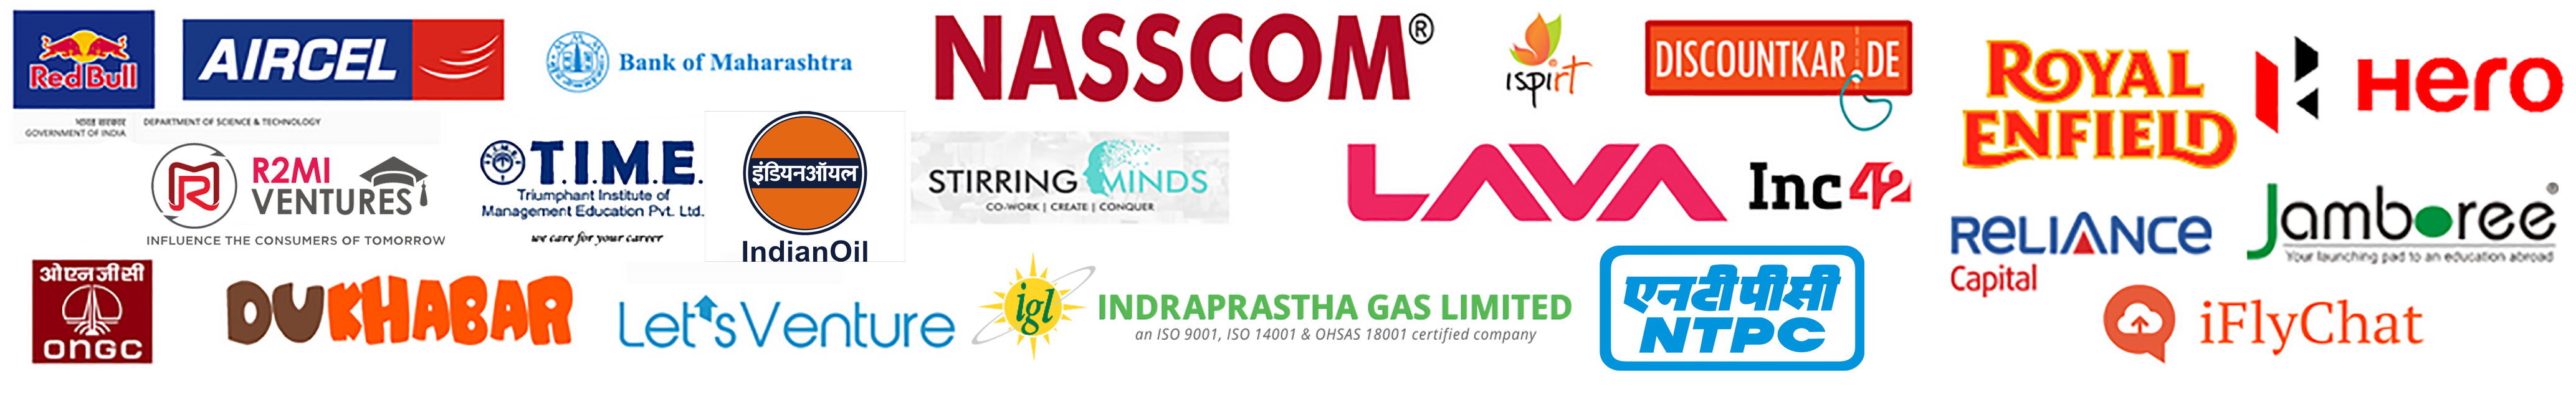 Red Bull
AIRCEL
Bank of Maharashtra
NASSCOM®
ispirt
DISCOUNTKAR DE
ROYAL
ENFIELD
Hero
भारत सरकार
GOVERNMENT OF INDIA
DEPARTMENT OF SCIENCE & TECHNOLOGY
R2MI
VENTURES
INFLUENCE THE CONSUMERS OF TOMORROW
T.I.M.E.
Triumphant Institute of
Management Education Pvt. Ltd.
we care for your career
इंडियनऑयल
IndianOil
STIRRING MINDS
CO-WORK | CREATE | CONQUER
LAVA
Inc42
RELIANCE
Capital
Jamboree®
Your launching pad to an education abroad
ओएनजीसी
ONGC
DUKHABAR
Let'sVenture
igl
INDRAPRASTHA GAS LIMITED
an ISO 9001, ISO 14001 & OHSAS 18001 certified company
एनटीपीसी
NTPC
iFlyChat